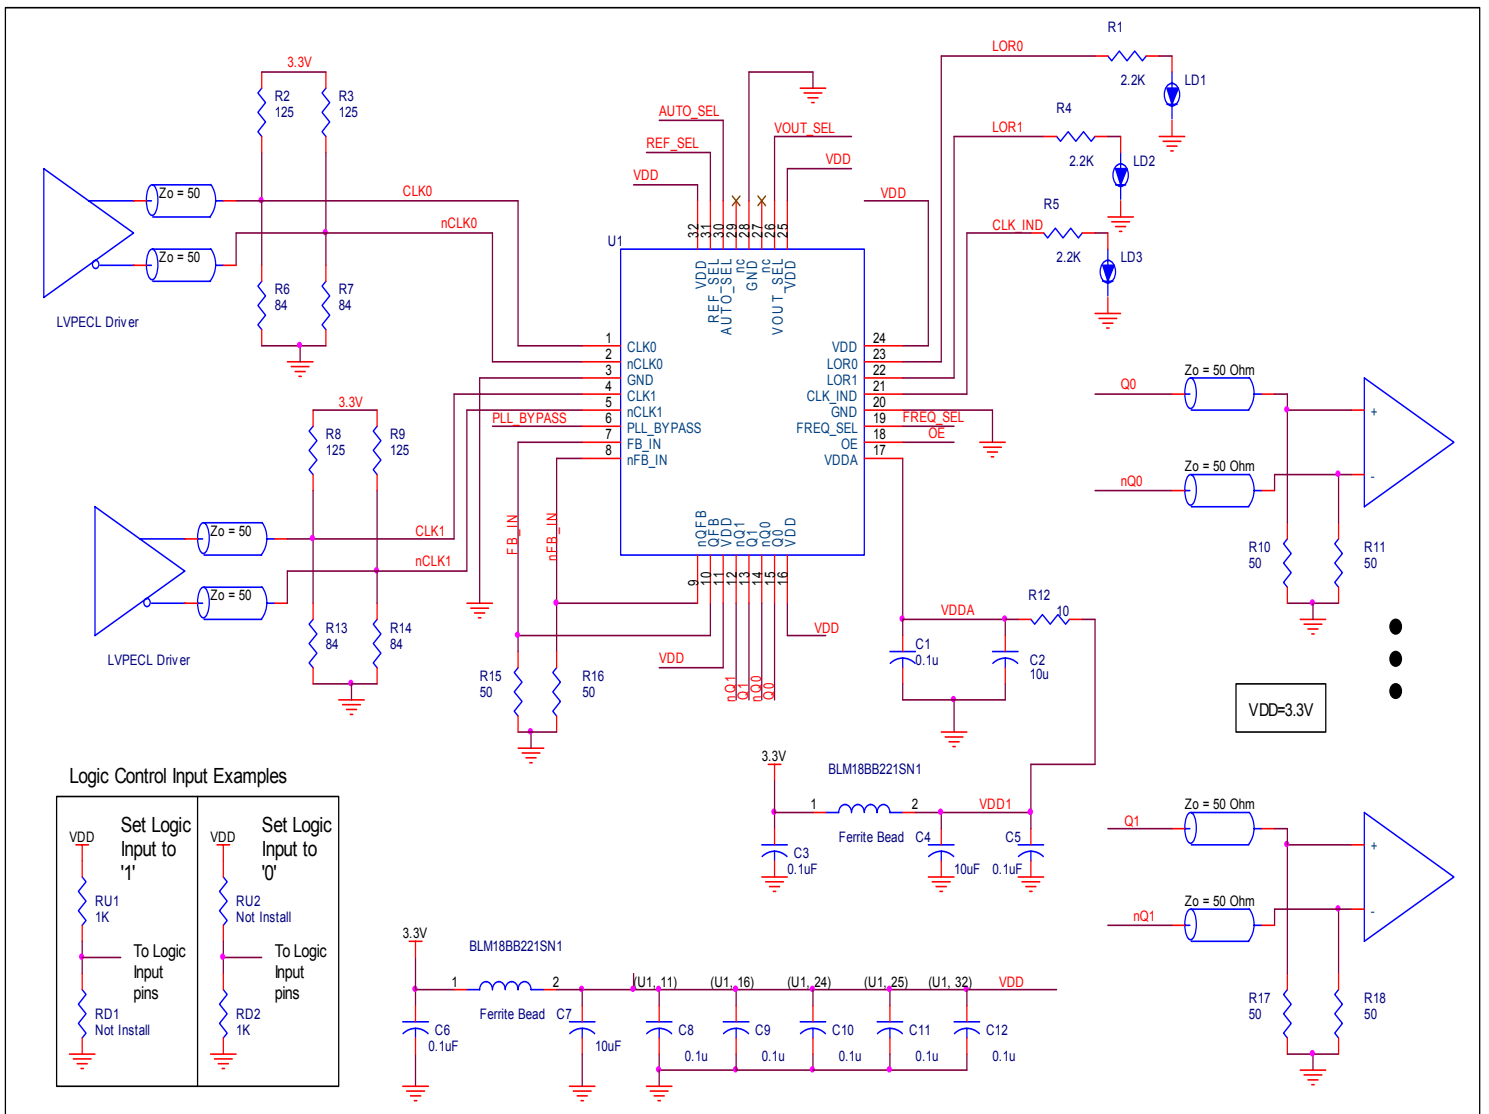 R1
LOR0
2.2K
LD1
3.3V
R2
125
R3
125
AUTO_SEL
REF_SEL
VDD
VOUT_SEL
VDD
VDD
LOR1
R4
2.2K
LD2
R5
CLK_IND
2.2K
LD3
Zo = 50
CLK0
nCLK0
Zo = 50
R6
84
R7
84
LVPECL Driver
U1
32
31
30
29
28
27
26
25
VDD
REF_SEL
AUTO_SEL
nc
GND
nc
VOUT_SEL
VDD
1
CLK0
2
nCLK0
3
GND
4
CLK1
5
nCLK1
6
PLL_BYPASS
7
FB_IN
8
nFB_IN
PLL_BYPASS
VDD
24
LOR0
23
LOR1
22
CLK_IND
21
GND
20
FREQ_SEL
19
OE
18
VDDA
17
FREQ_SEL
OE
nQFB
QFB
VDD
nQ1
Q1
nQ0
Q0
VDD
9
10
11
12
13
14
15
16
3.3V
R8
125
R9
125
Zo = 50
CLK1
nCLK1
Zo = 50
R13
84
R14
84
LVPECL Driver
FB_IN
nFB_IN
R15
50
R16
50
VDD
VDD
nQ1
Q1
nQ0
Q0
VDDA
R12
10
C1
0.1u
C2
10u
Q0
Zo = 50 Ohm
+
nQ0
Zo = 50 Ohm
-
R10
50
R11
50
VDD=3.3V
3.3V
BLM18BB221SN1
1
2
VDD1
Ferrite Bead
C3
0.1uF
C4
10uF
C5
0.1uF
Q1
Zo = 50 Ohm
+
nQ1
Zo = 50 Ohm
-
R17
50
R18
50
Logic Control Input Examples
VDD
Set Logic
Input to
'1'
RU1
1K
To Logic
Input
pins
RD1
Not Install
VDD
Set Logic
Input to
'0'
RU2
Not Install
To Logic
Input
pins
RD2
1K
3.3V
BLM18BB221SN1
1
2
Ferrite Bead
(U1, 11)
(U1, 16)
(U1, 24)
(U1, 25)
(U1, 32)
VDD
C6
0.1uF
C7
10uF
C8
0.1u
C9
0.1u
C10
0.1u
C11
0.1u
C12
0.1u